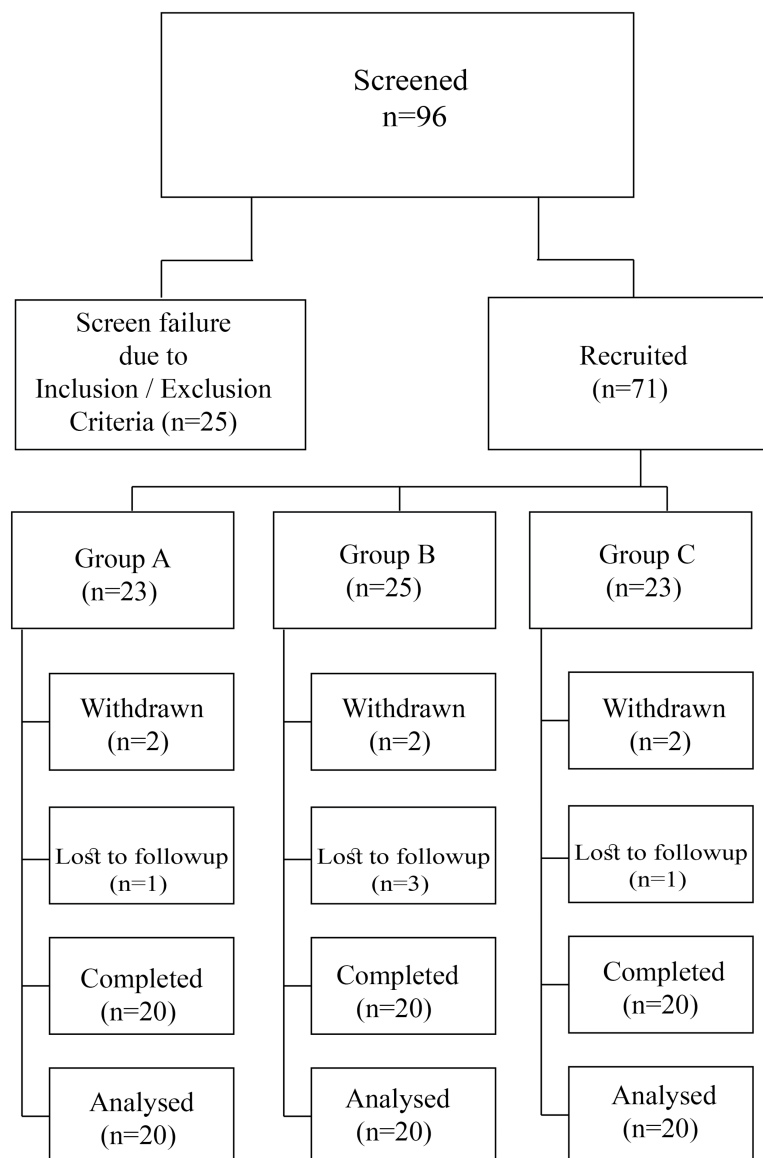 Screened
n=96
Screen failure
due to
Inclusion / Exclusion
Criteria (n=25)
Recruited
(n=71)
Group A
(n=23)
Group B
(n=25)
Group C
(n=23)
Withdrawn
(n=2)
Withdrawn
(n=2)
Withdrawn
(n=2)
Lost to followup
(n=1)
Lost to followup
(n=3)
Lost to followup
(n=1)
Completed
(n=20)
Completed
(n=20)
Completed
(n=20)
Analysed
(n=20)
Analysed
(n=20)
Analysed
(n=20)